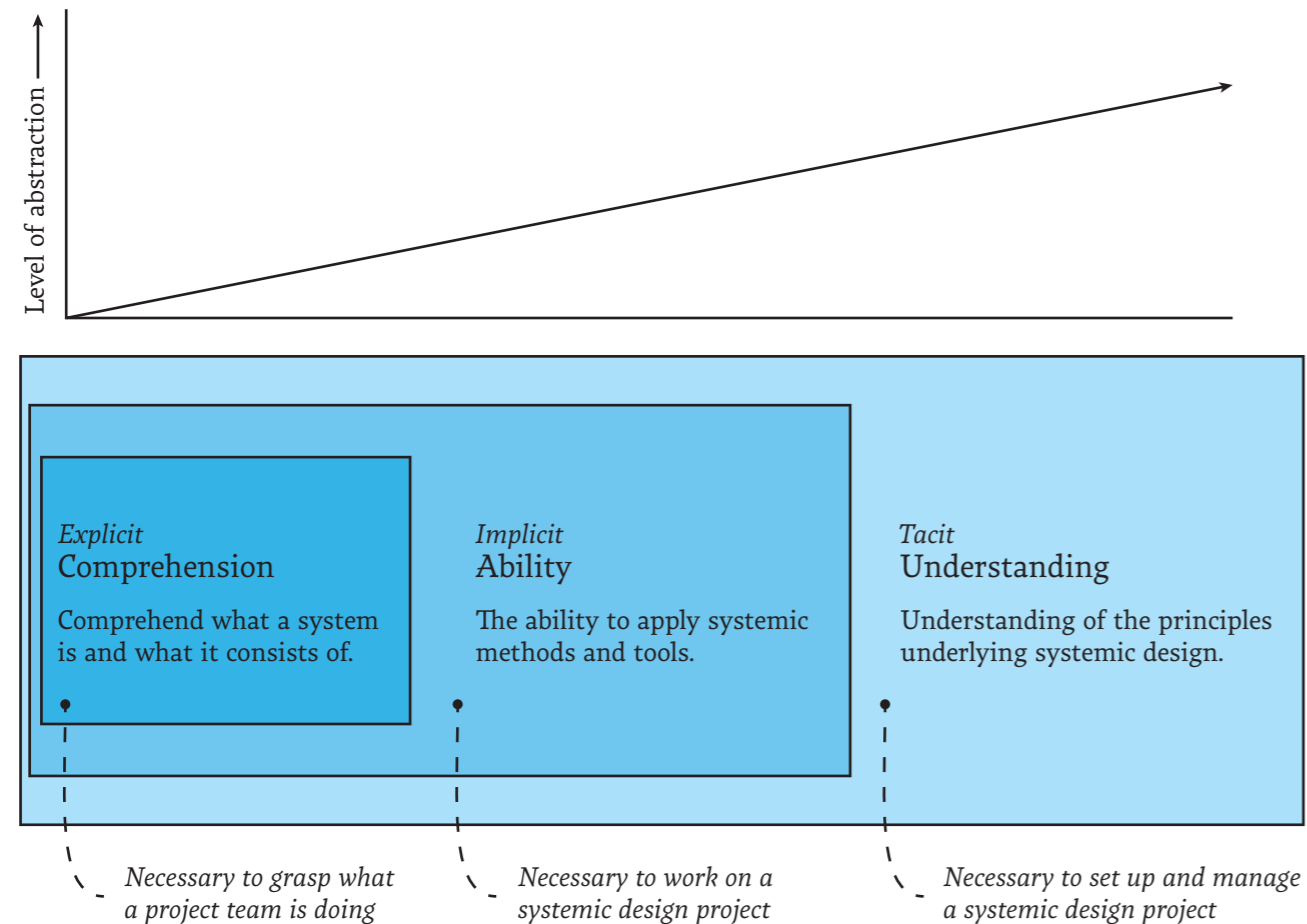 Level of abstraction
Explicit
Comprehension
Comprehend what a system
is and what it consists of.
Implicit
Ability
The ability to apply systemic
methods and tools.
Tacit
Understanding
Understanding of the principles
underlying systemic design.
Necessary to grasp what
a project team is doing
Necessary to work on a
systemic design project
Necessary to set up and manage
a systemic design project